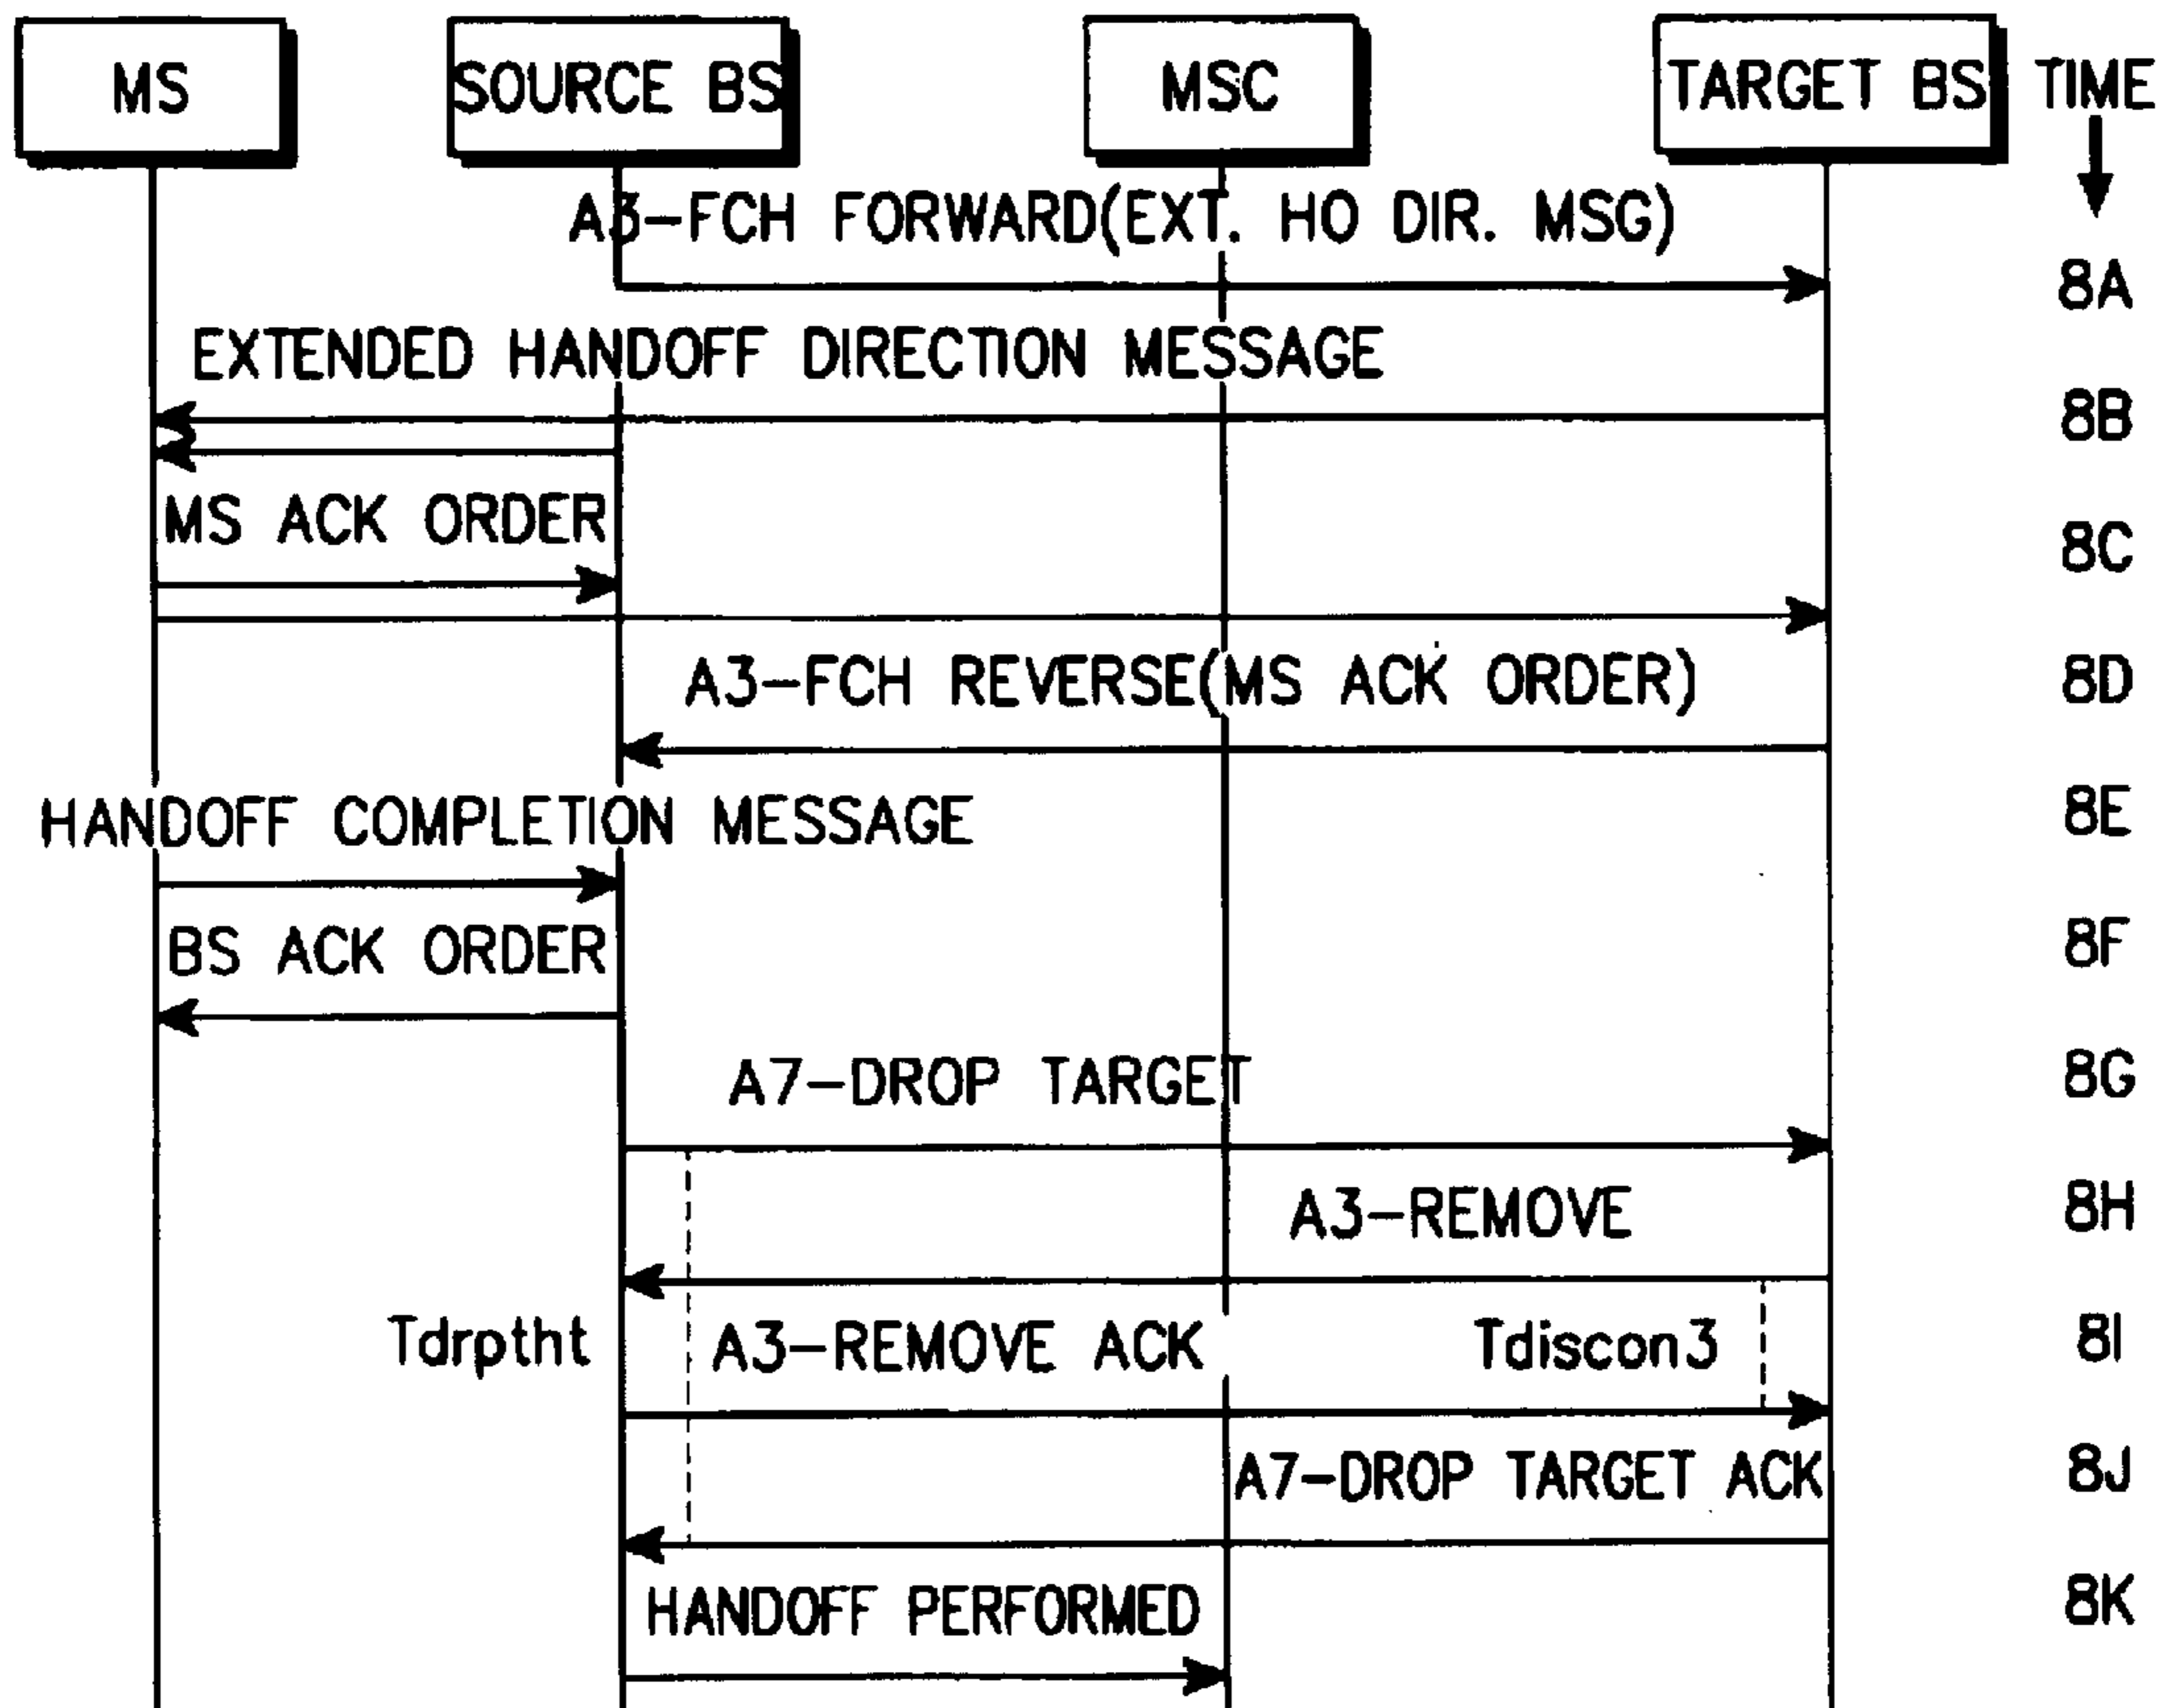 MS SOURCE BS MSC TARGET BS TIME
A3-FCH FORWARD(EXT. HO DIR. MSG)
8A
EXTENDED HANDOFF DIRECTION MESSAGE
8B
MS ACK ORDER
8C
A3-FCH REVERSE(MS ACK ORDER)
8D
HANDOFF COMPLETION MESSAGE
8E
BS ACK ORDER
8F
A7-DROP TARGET
8G
A3-REMOVE
8H
Tdrptht A3-REMOVE ACK Tdiscon3
8I
A7-DROP TARGET ACK
8J
HANDOFF PERFORMED
8K